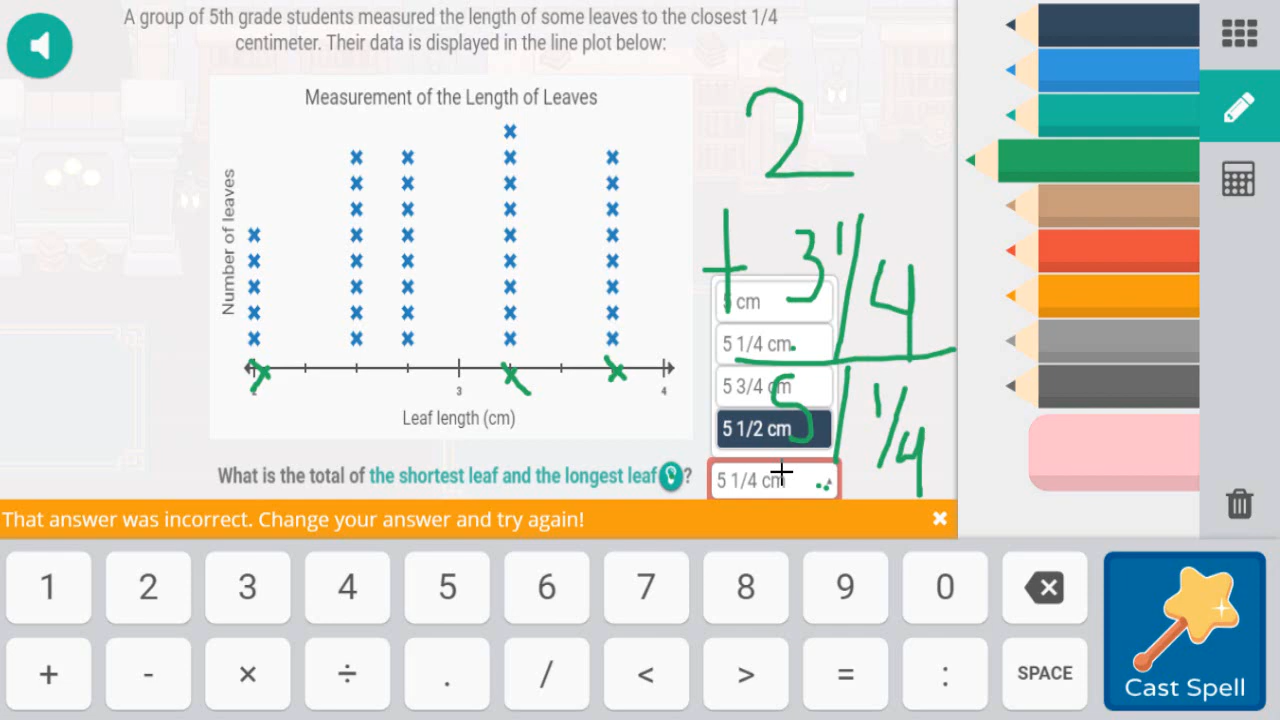 A group of 5th grade students measured the length of some leaves to the closest 1/4
centimeter. Their data is displayed in the line plot below:
Measurement of the Length of Leaves
Number of leaves
3
4
Leaf length (cm)
2
+ 3 1/4
5 1/4
5 cm
5 1/4 cm
5 3/4 cm
5 1/2 cm
What is the total of the shortest leaf and the longest leaf ?
5 1/4 cm
That answer was incorrect. Change your answer and try again!
1 2 3 4 5 6 7 8 9 0
+ - × ÷ . / < > = : SPACE
Cast Spell